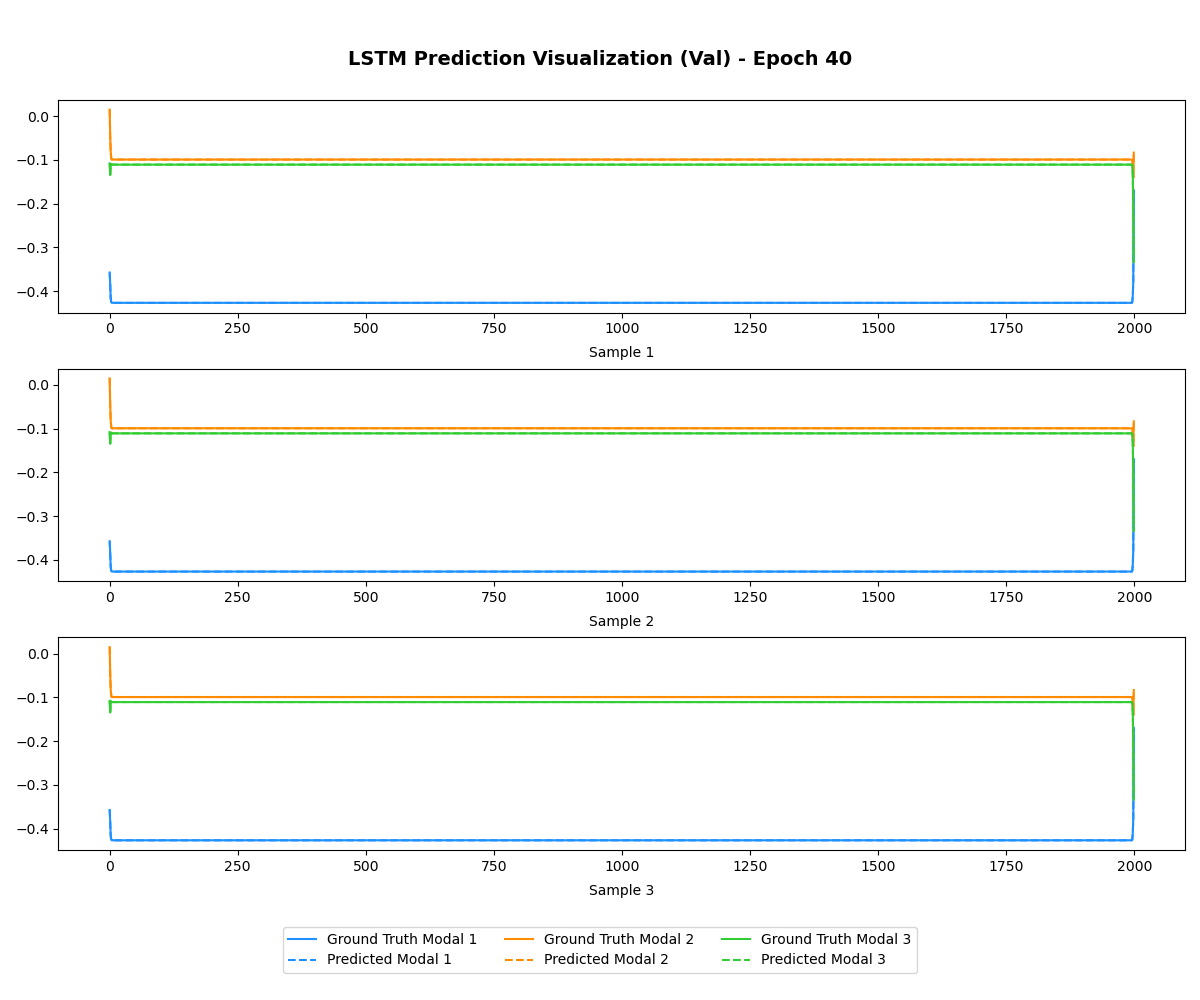 LSTM Prediction Visualization (Val) - Epoch 40
0.0
−0.1
−0.2
−0.3
−0.4
0 250 500 750 1000 1250 1500 1750 2000
Sample 1
0.0
−0.1
−0.2
−0.3
−0.4
0 250 500 750 1000 1250 1500 1750 2000
Sample 2
0.0
−0.1
−0.2
−0.3
−0.4
0 250 500 750 1000 1250 1500 1750 2000
Sample 3
Ground Truth Modal 1 Ground Truth Modal 2 Ground Truth Modal 3
Predicted Modal 1 Predicted Modal 2 Predicted Modal 3